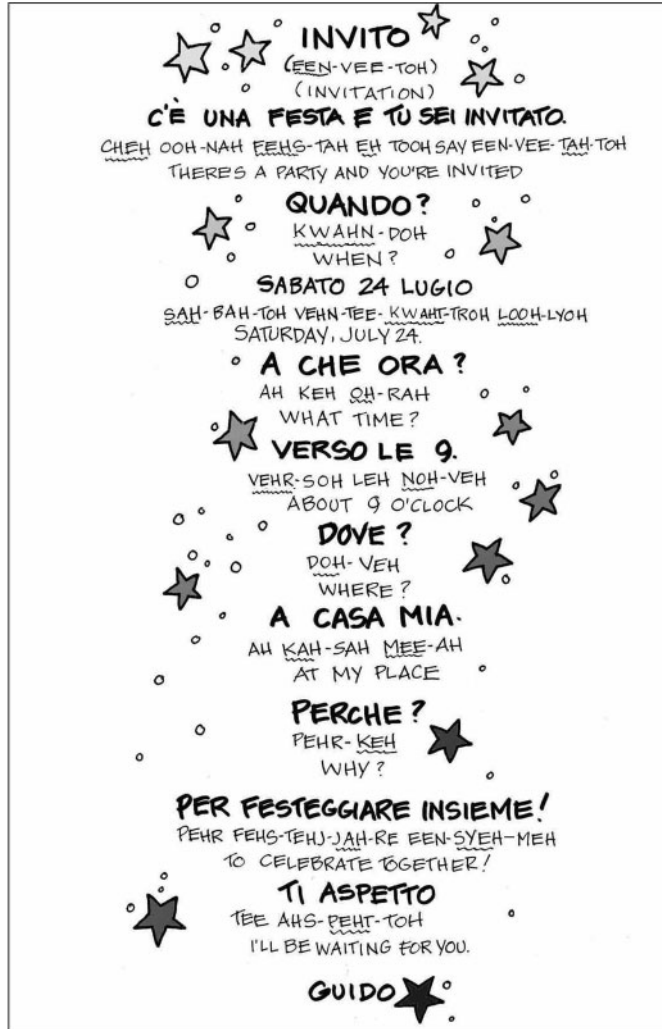 INVITO
(EEN-VEE-TOH)
(INVITATION)
C'È UNA FESTA E TU SEI INVITATO.
CHEH OOH-NAH FEHS-TAH EH TOOH SAY EEN-VEE-TAH-TOH
THERE'S A PARTY AND YOU'RE INVITED
QUANDO?
KWAHN-DOH
WHEN?
SABATO 24 LUGIO
SAH-BAH-TOH VEHN-TEE-KWAHT-TROH LOOH-LYOH
SATURDAY, JULY 24.
A CHE ORA?
AH KEH OH-RAH
WHAT TIME?
VERSO LE 9.
VEHR-SOH LEH NOH-VEH
ABOUT 9 O'CLOCK
DOVE?
DOH-VEH
WHERE?
A CASA MIA.
AH KAH-SAH MEE-AH
AT MY PLACE
PERCHE?
PEHR-KEH
WHY?
PER FESTEGGIARE INSIEME!
PEHR FEHS-TEHJ-JAH-RE EEN-SYEH-MEH
TO CELEBRATE TOGETHER!
TI ASPETTO
TEE AHS-PEHT-TOH
I'LL BE WAITING FOR YOU.
GUIDO